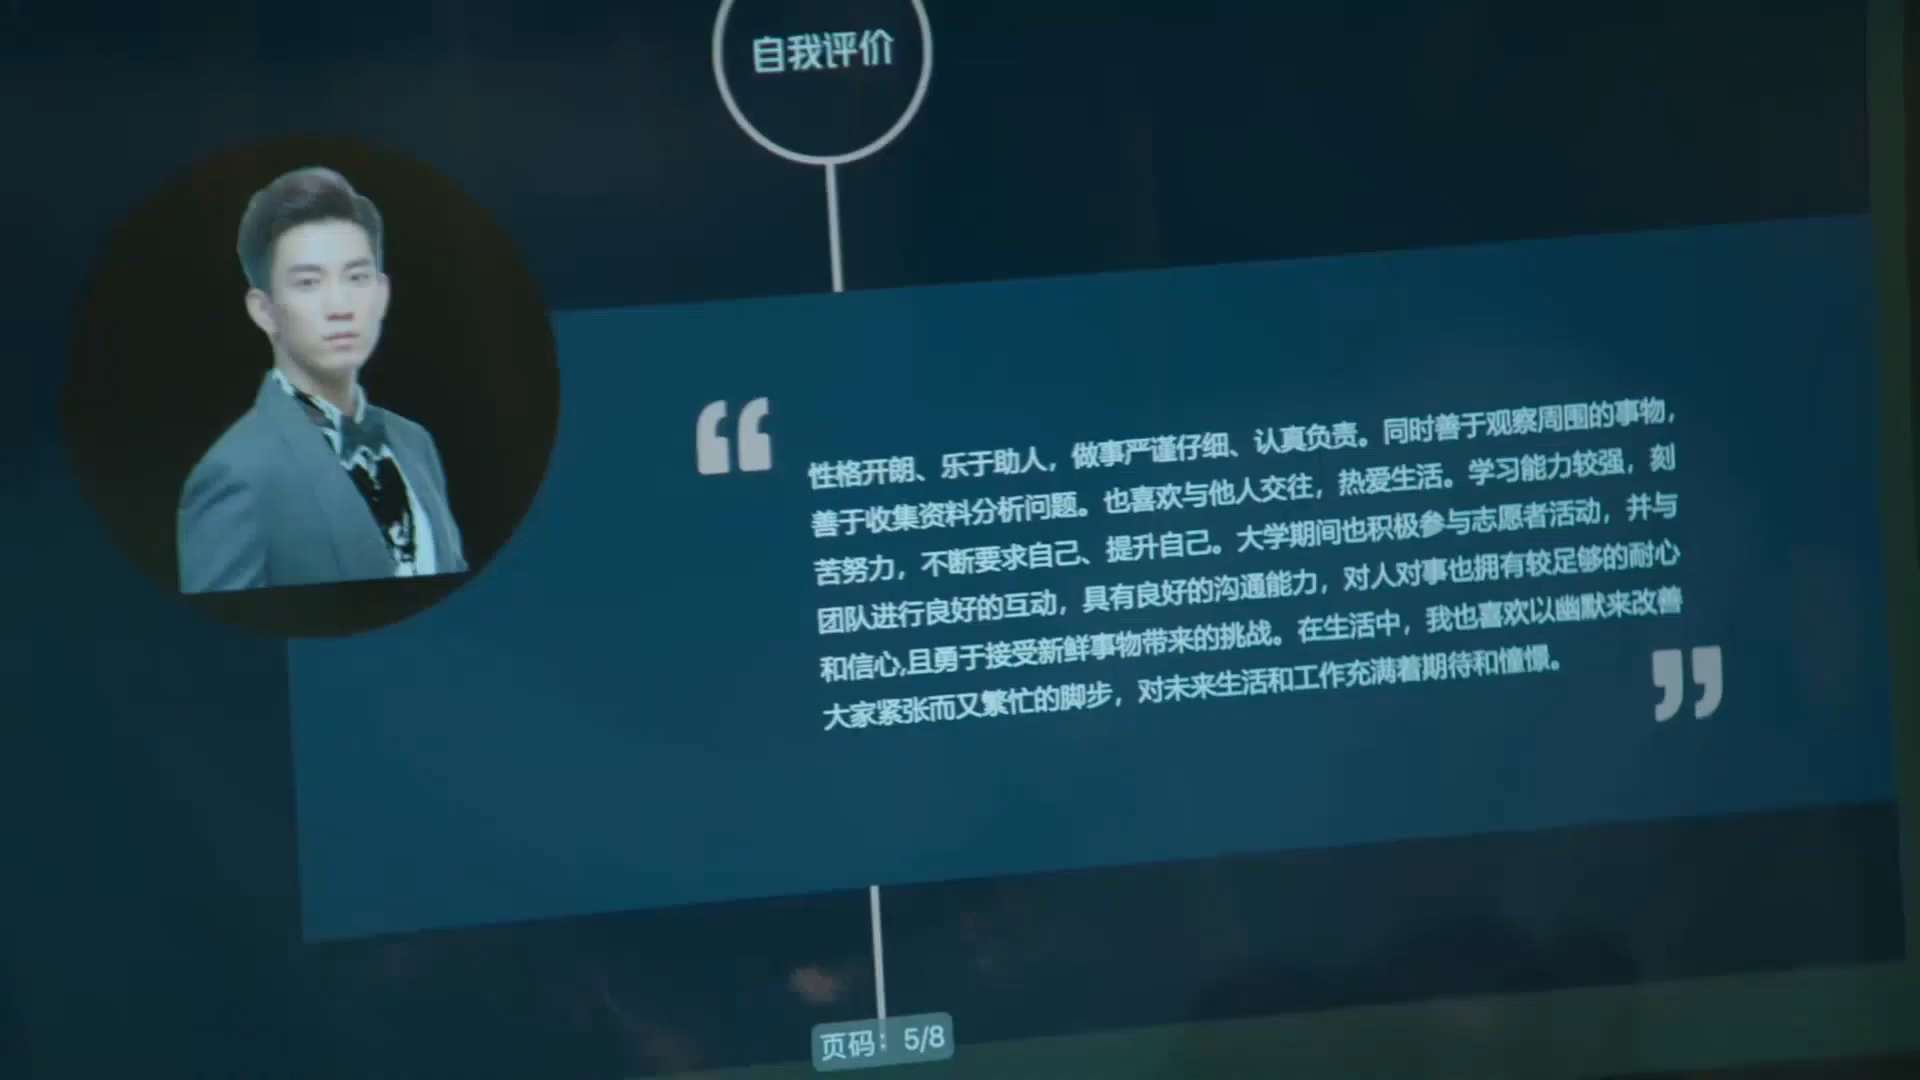 自我评价
性格开朗、乐于助人，做事严谨仔细、认真负责。同时善于观察周围的事物，
善于收集资料分析问题。也喜欢与他人交往，热爱生活。学习能力较强，刻
苦努力，不断要求自己、提升自己。大学期间也积极参与志愿者活动，并与
团队进行良好的互动，具有良好的沟通能力，对人对事也拥有较足够的耐心
和信心,且勇于接受新鲜事物带来的挑战。在生活中，我也喜欢以幽默来改善
大家紧张而又繁忙的脚步，对未来生活和工作充满着期待和憧憬。
页码：5/8